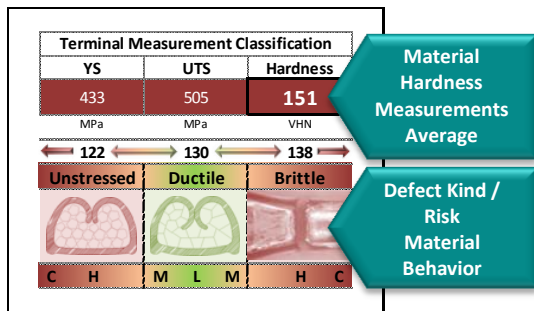 Terminal Measurement Classification
YS UTS Hardness
433 505 151
MPa MPa VHN
122 130 138
Unstressed Ductile Brittle
C H M L M H C
Material
Hardness
Measurements
Average
Defect Kind /
Risk
Material
Behavior